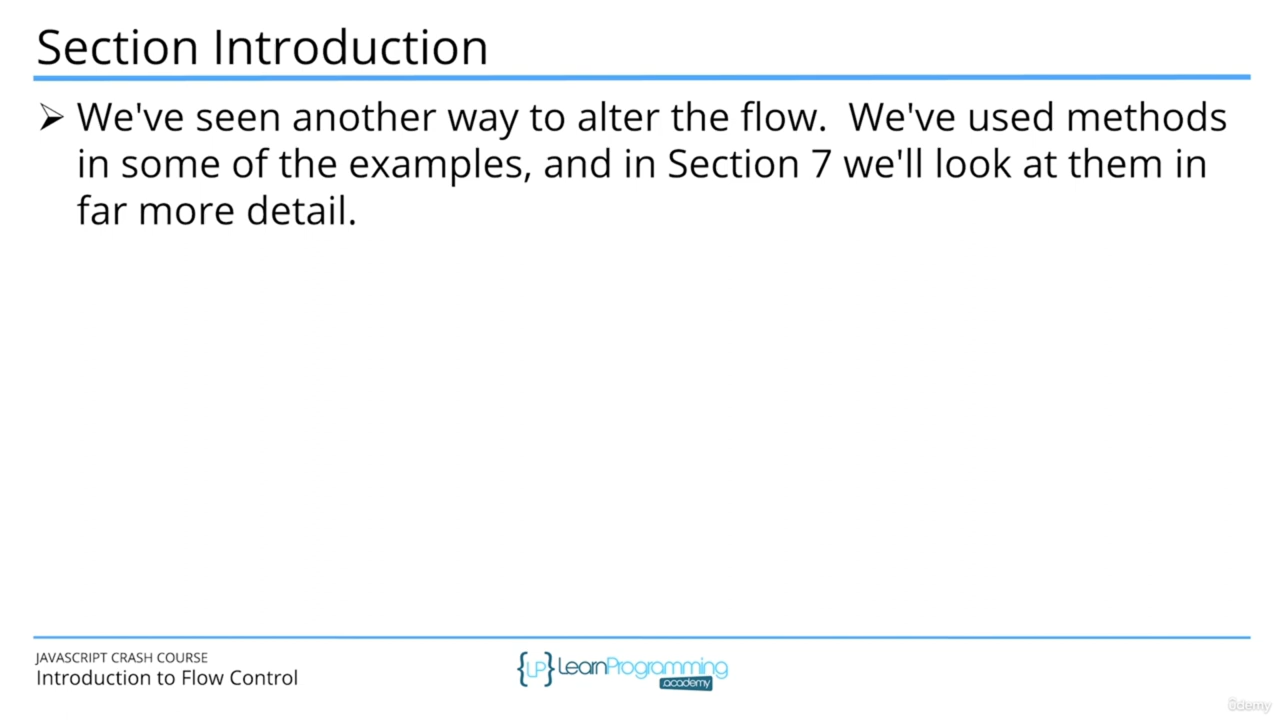 Section Introduction
➢ We've seen another way to alter the flow.  We've used methods
in some of the examples, and in Section 7 we'll look at them in
far more detail.
JAVASCRIPT CRASH COURSE
Introduction to Flow Control
{LP} LearnProgramming
.academy
ûdemy